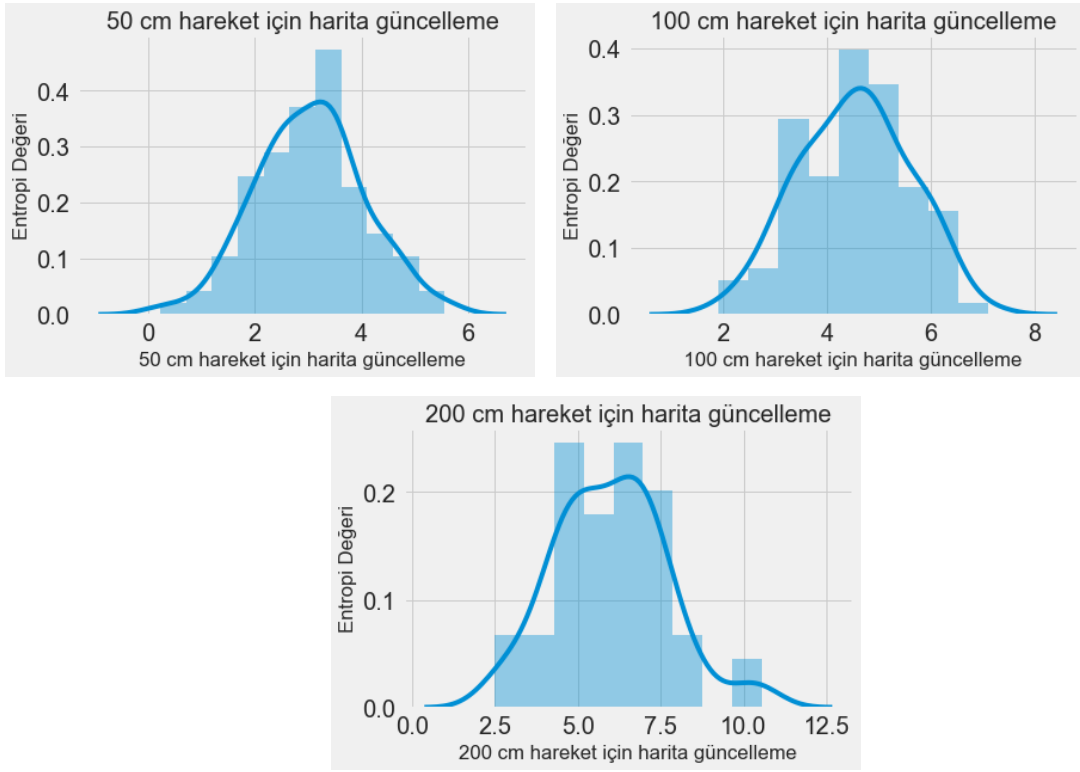 50 cm hareket için harita güncelleme
Entropi Değeri
0.4
0.3
0.2
0.1
0.0
0 2 4 6
50 cm hareket için harita güncelleme
100 cm hareket için harita güncelleme
Entropi Değeri
0.4
0.3
0.2
0.1
0.0
2 4 6 8
100 cm hareket için harita güncelleme
200 cm hareket için harita güncelleme
Entropi Değeri
0.2
0.1
0.0
0.0 2.5 5.0 7.5 10.0 12.5
200 cm hareket için harita güncelleme